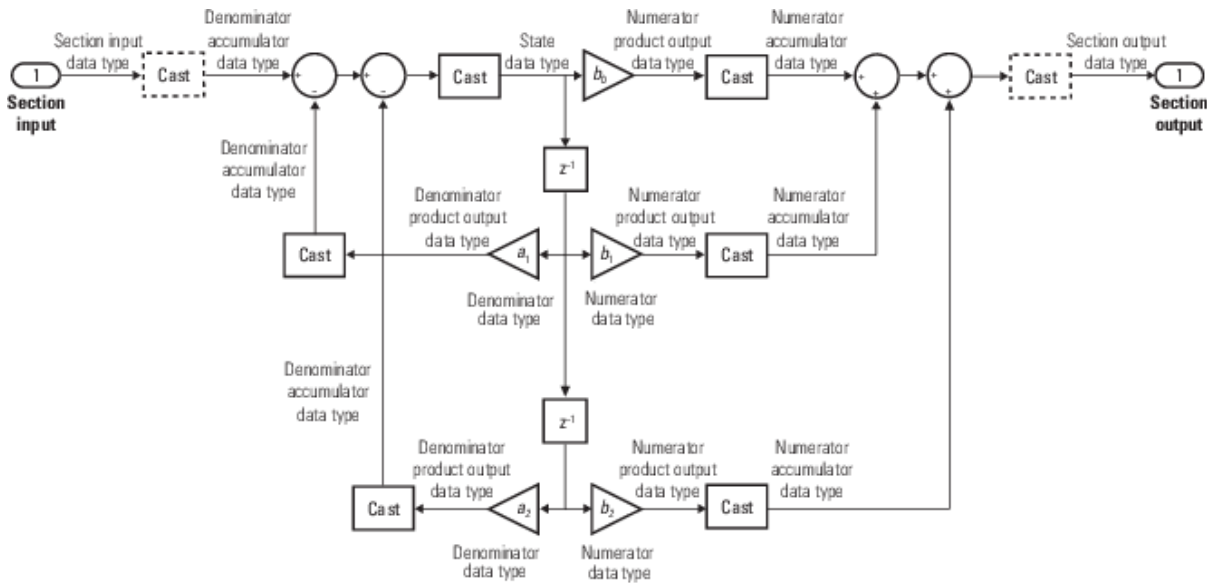 Section input
data type
1
Section
input
Cast
Denominator
accumulator
data type
+
-
+
-
Cast
State
data type
b0
Numerator
product output
data type
Cast
Numerator
accumulator
data type
+
+
+
+
Cast
Section output
data type
1
Section
output
Denominator
accumulator
data type
z⁻¹
Cast
Denominator
product output
data type
a1
b1
Numerator
product output
data type
Cast
Numerator
accumulator
data type
Denominator
data type
Numerator
data type
Denominator
accumulator
data type
z⁻¹
Cast
Denominator
product output
data type
a2
b2
Numerator
product output
data type
Cast
Numerator
accumulator
data type
Denominator
data type
Numerator
data type